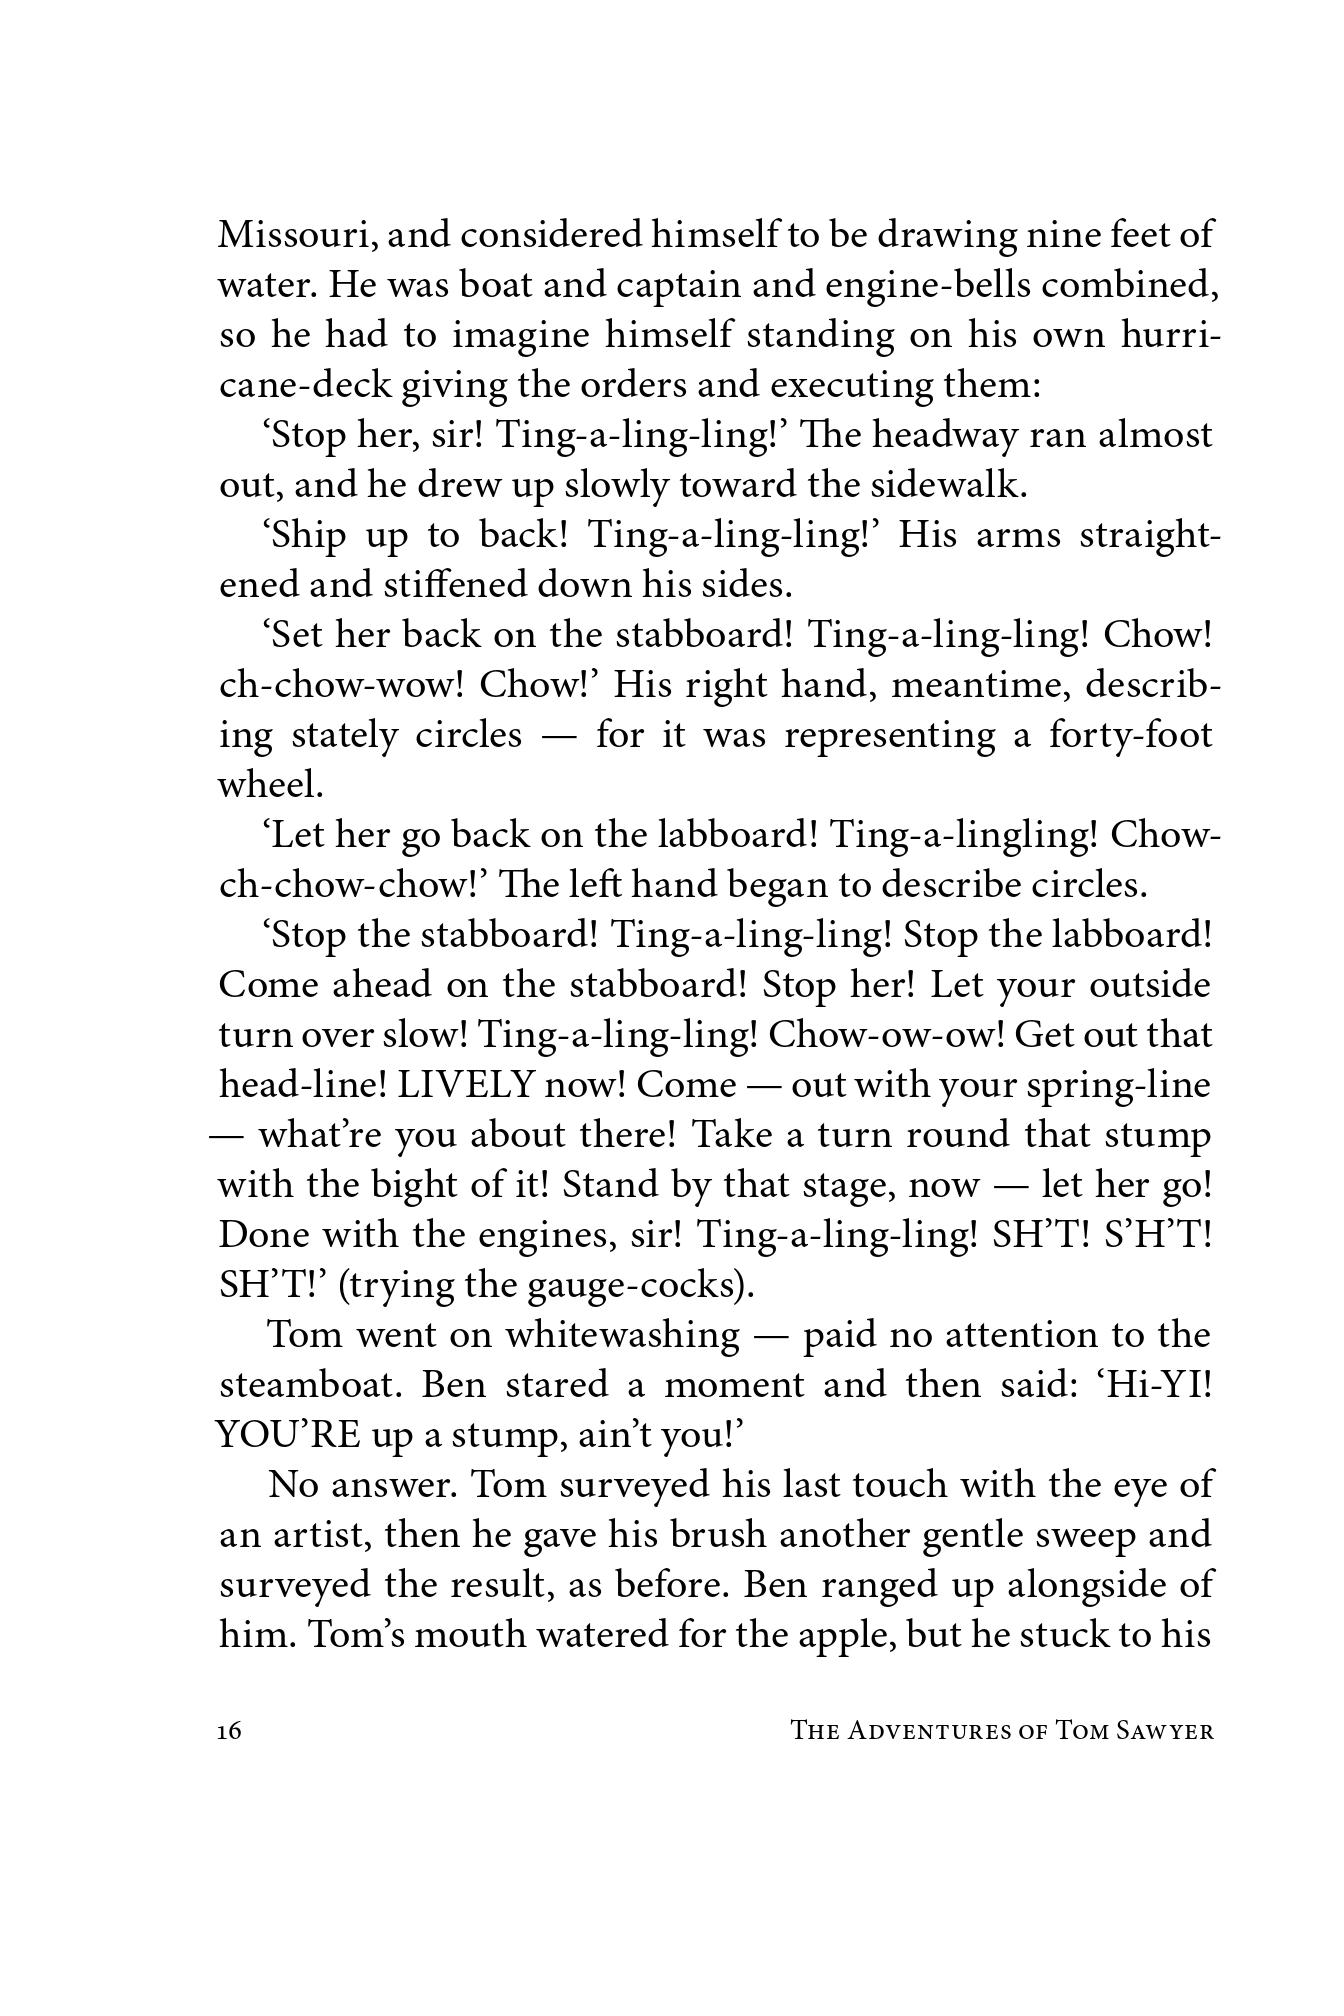 Missouri, and considered himself to be drawing nine feet of
water. He was boat and captain and engine-bells combined,
so he had to imagine himself standing on his own hurri-
cane-deck giving the orders and executing them:
‘Stop her, sir! Ting-a-ling-ling!’ The headway ran almost
out, and he drew up slowly toward the sidewalk.
‘Ship up to back! Ting-a-ling-ling!’ His arms straight-
ened and stiffened down his sides.
‘Set her back on the stabboard! Ting-a-ling-ling! Chow!
ch-chow-wow! Chow!’ His right hand, meantime, describ-
ing stately circles — for it was representing a forty-foot
wheel.
‘Let her go back on the labboard! Ting-a-lingling! Chow-
ch-chow-chow!’ The left hand began to describe circles.
‘Stop the stabboard! Ting-a-ling-ling! Stop the labboard!
Come ahead on the stabboard! Stop her! Let your outside
turn over slow! Ting-a-ling-ling! Chow-ow-ow! Get out that
head-line! LIVELY now! Come — out with your spring-line
— what’re you about there! Take a turn round that stump
with the bight of it! Stand by that stage, now — let her go!
Done with the engines, sir! Ting-a-ling-ling! SH’T! S’H’T!
SH’T!’ (trying the gauge-cocks).
Tom went on whitewashing — paid no attention to the
steamboat. Ben stared a moment and then said: ‘Hi-YI!
YOU’RE up a stump, ain’t you!’
No answer. Tom surveyed his last touch with the eye of
an artist, then he gave his brush another gentle sweep and
surveyed the result, as before. Ben ranged up alongside of
him. Tom’s mouth watered for the apple, but he stuck to his
16 The Adventures of Tom Sawyer